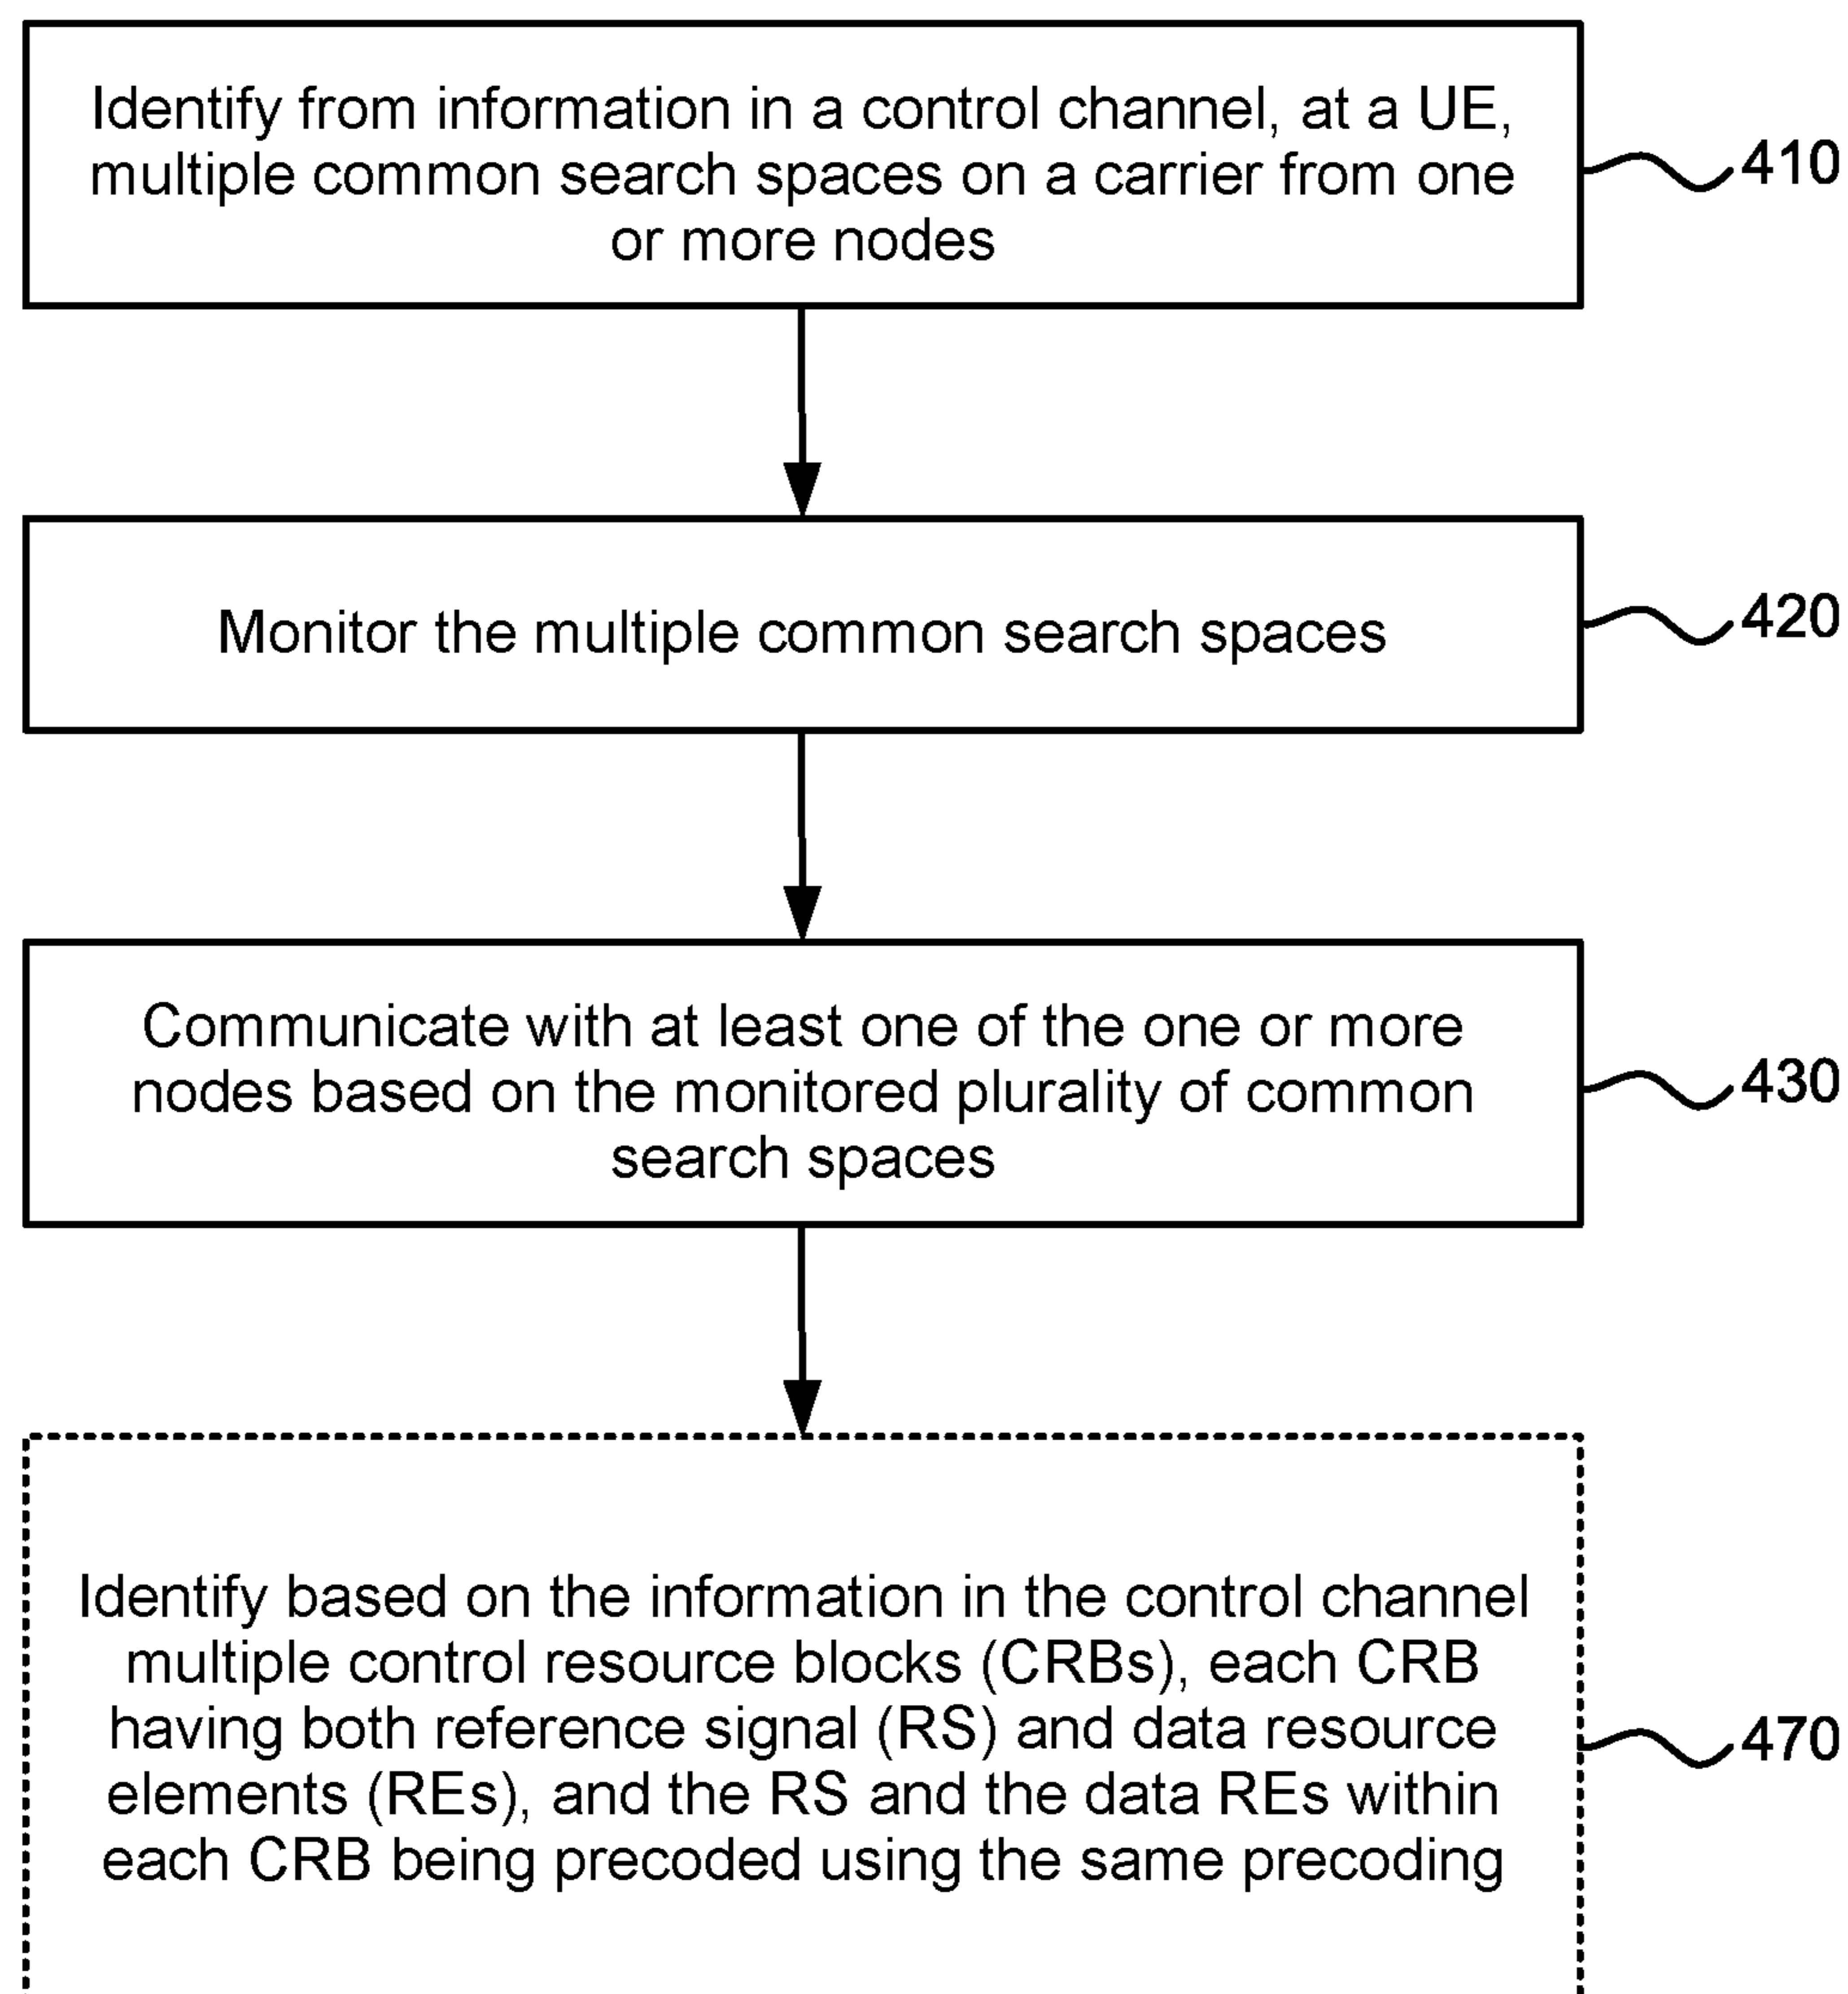 Identify from information in a control channel, at a UE,
multiple common search spaces on a carrier from one
or more nodes
410
Monitor the multiple common search spaces
420
Communicate with at least one of the one or more
nodes based on the monitored plurality of common
search spaces
430
Identify based on the information in the control channel
multiple control resource blocks (CRBs), each CRB
having both reference signal (RS) and data resource
elements (REs), and the RS and the data REs within
each CRB being precoded using the same precoding
470